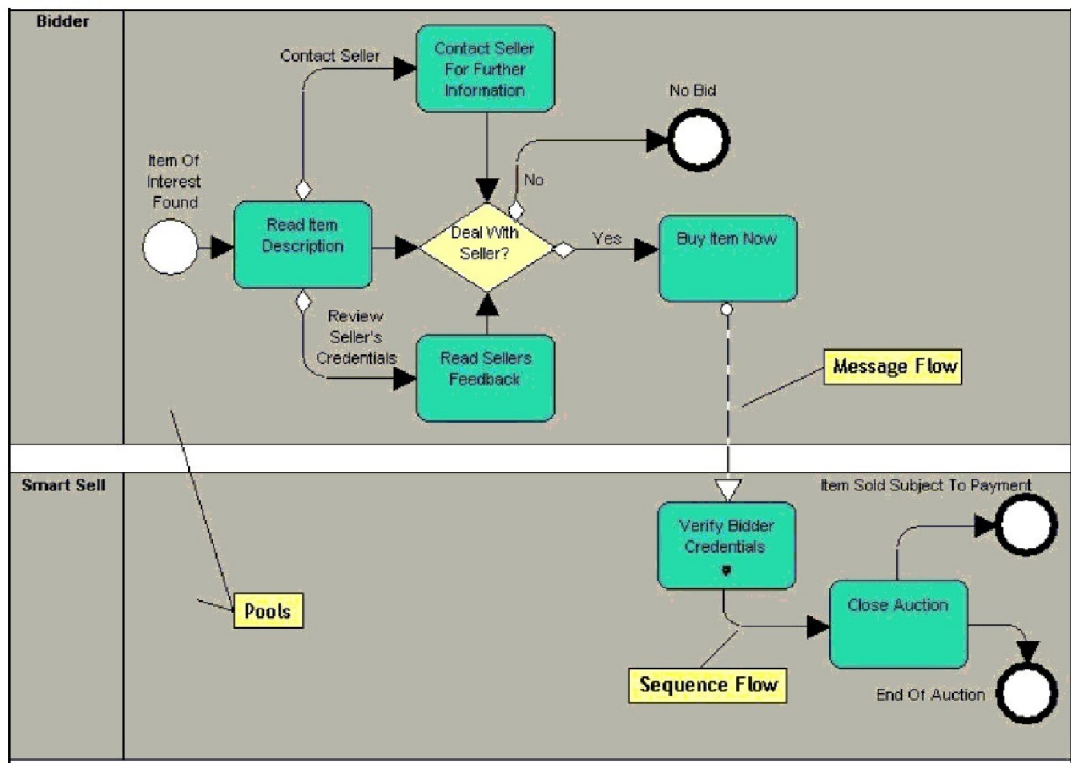 Bidder
Contact Seller
Contact Seller
For Further
Information
No Bid
Item Of
Interest
Found
No
Read Item
Description
Deal With
Seller?
Yes
Buy Item Now
Review
Seller's
Credentials
Read Sellers
Feedback
Message Flow
Smart Sell
Item Sold Subject To Payment
Verify Bidder
Credentials
Pools
Close Auction
Sequence Flow
End Of Auction